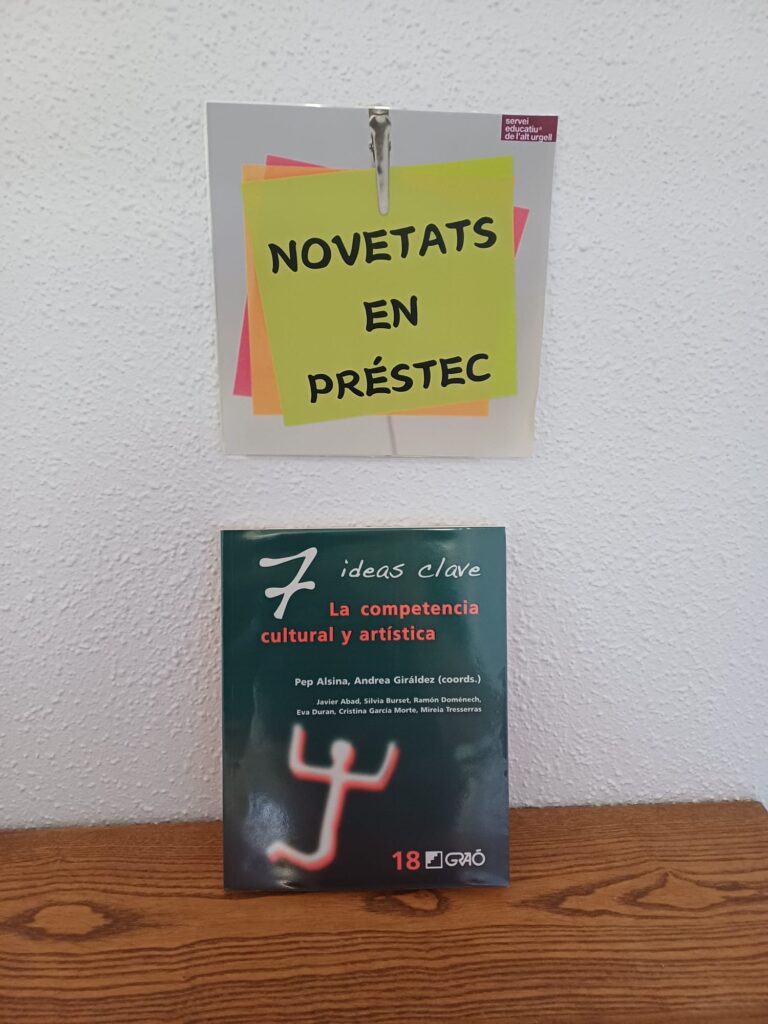 servei
educatiu
de l'alt urgell
NOVETATS
EN
PRÉSTEC
7 ideas clave
La competencia
cultural y artística
Pep Alsina, Andrea Giráldez (coords.)
Javier Abad, Silvia Burset, Ramón Doménech,
Eva Duran, Cristina García Morte, Mireia Tresserras
18 GRAÓ